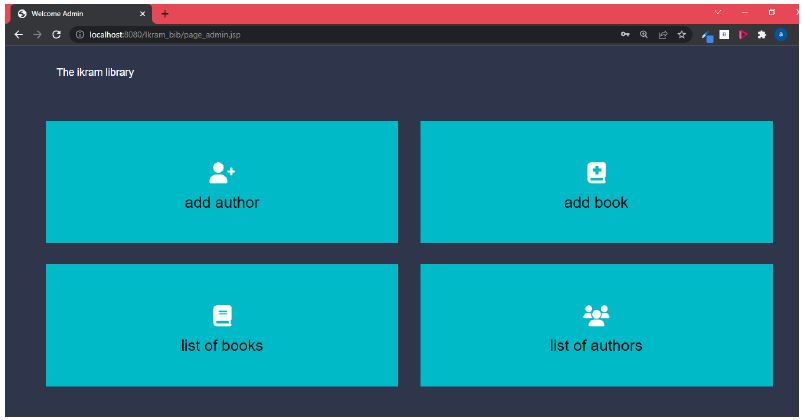 Welcome Admin
localhost:8080/Ikram_bib/page_admin.jsp
The ikram library
add author
add book
list of books
list of authors